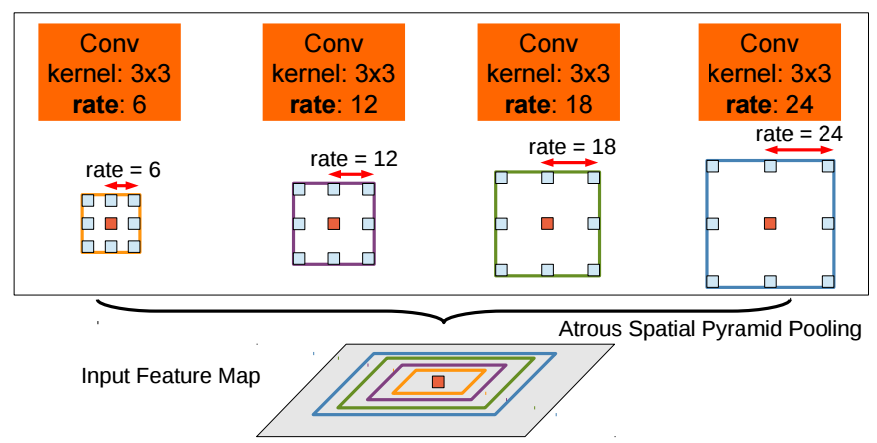 Conv
kernel: 3x3
rate: 6
Conv
kernel: 3x3
rate: 12
Conv
kernel: 3x3
rate: 18
Conv
kernel: 3x3
rate: 24
rate = 6
rate = 12
rate = 18
rate = 24
Atrous Spatial Pyramid Pooling
Input Feature Map